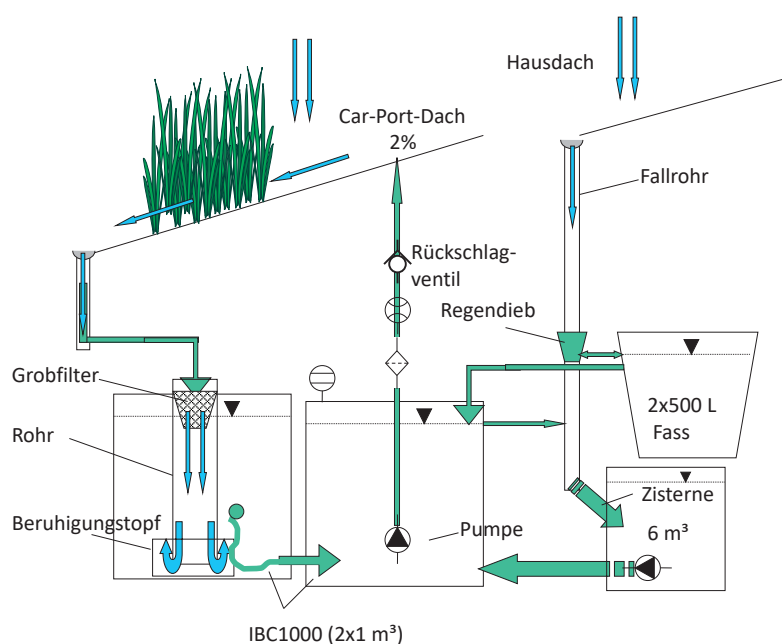 Hausdach
Car-Port-Dach
2%
Fallrohr
Rückschlag-
ventil
Regendieb
Grobfilter
2x500 L
Fass
Rohr
Zisterne
Beruhigungstopf
Pumpe
6 m³
IBC1000 (2x1 m³)